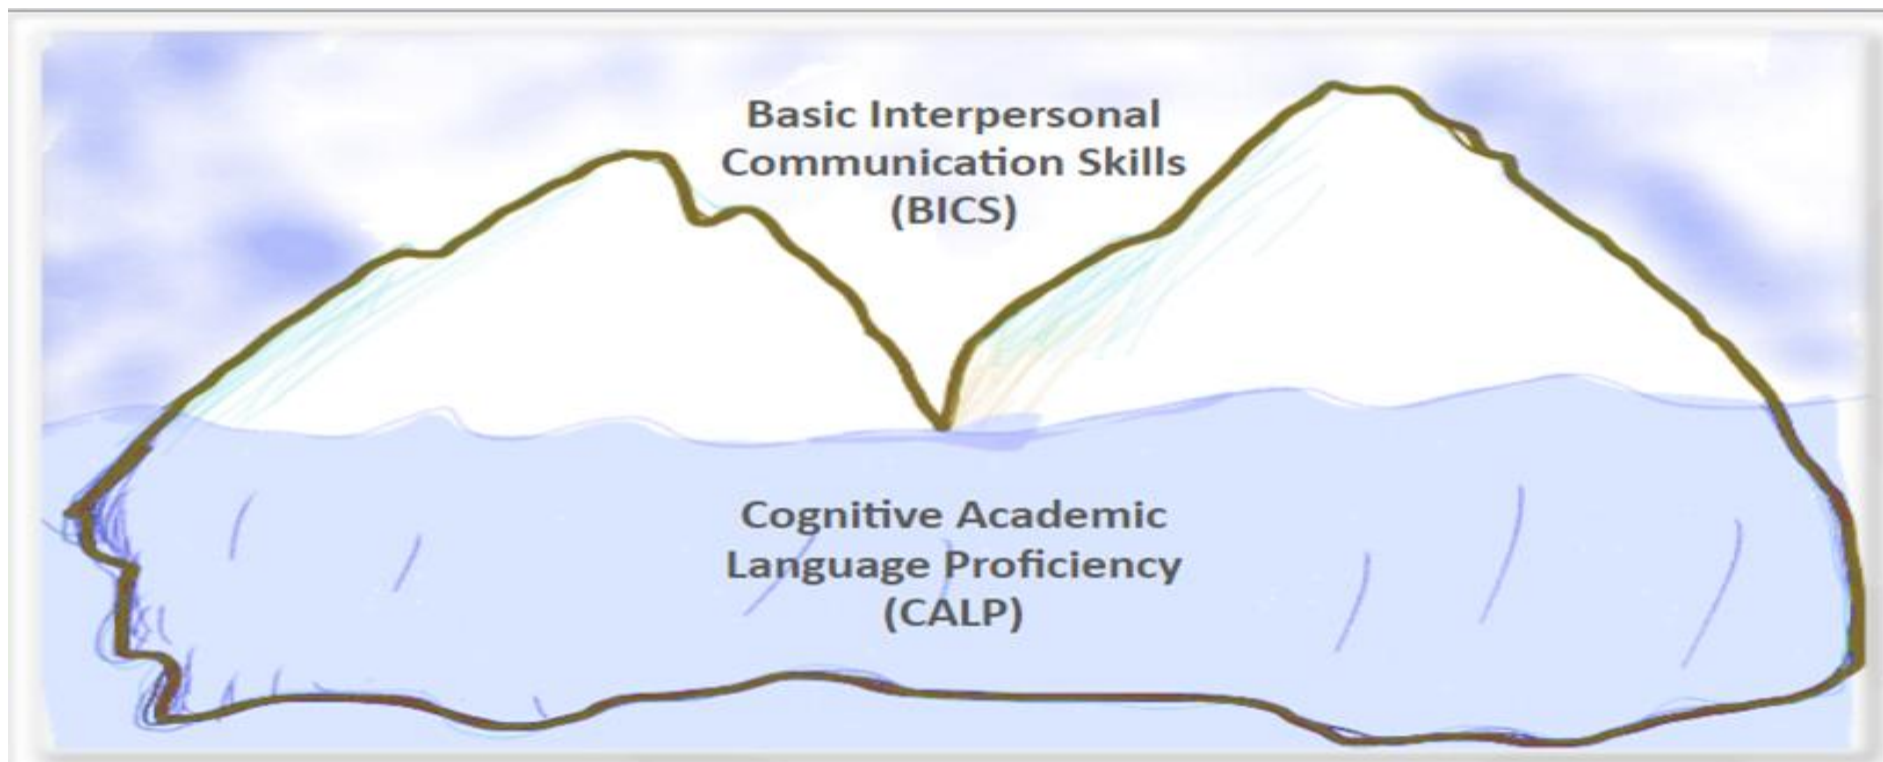 Basic Interpersonal
Communication Skills
(BICS)
Cognitive Academic
Language Proficiency
(CALP)